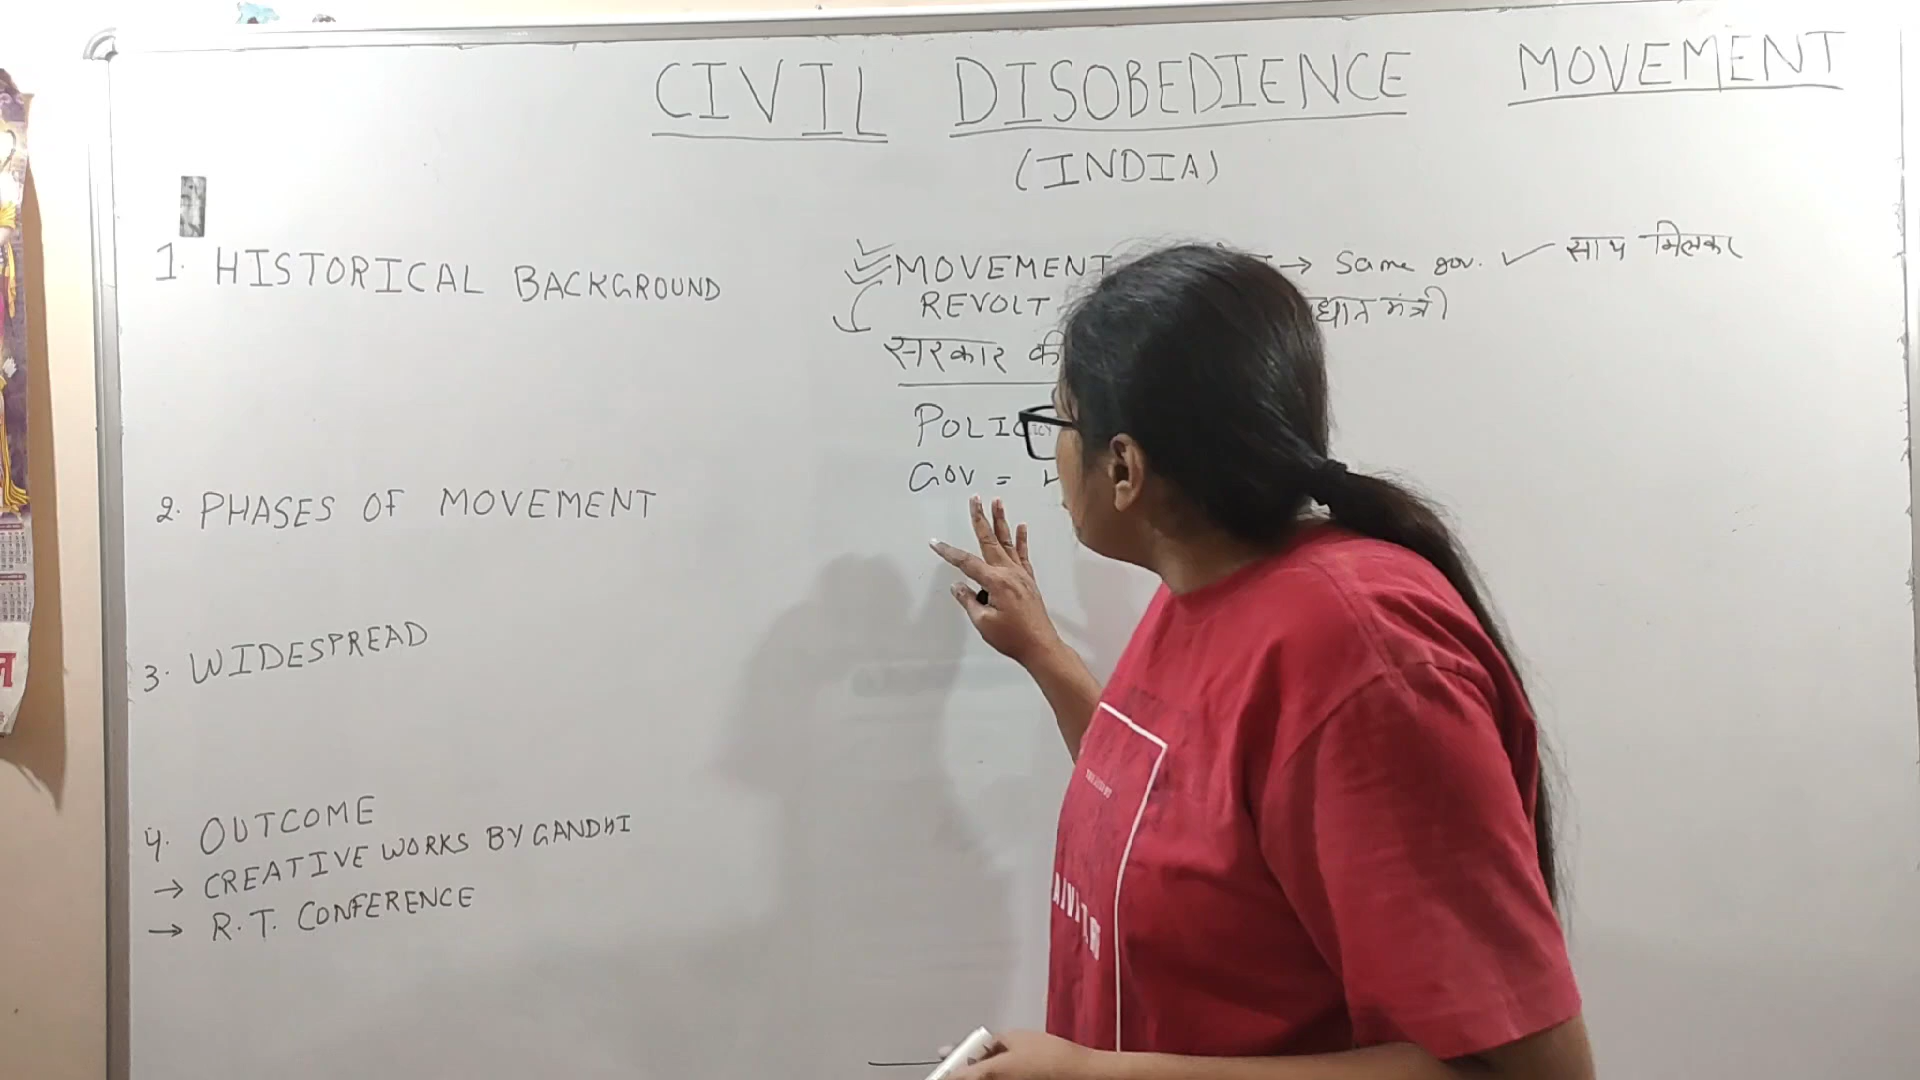 CIVIL DISOBEDIENCE MOVEMENT
(INDIA)
1. HISTORICAL BACKGROUND
MOVEMENT → Same gov. ✓ साथ मिलकर
REVOLT
सरकार की
GOV =
2. PHASES OF MOVEMENT
3. WIDESPREAD
4. OUTCOME
→ CREATIVE WORKS BY GANDHI
→ R.T. CONFERENCE